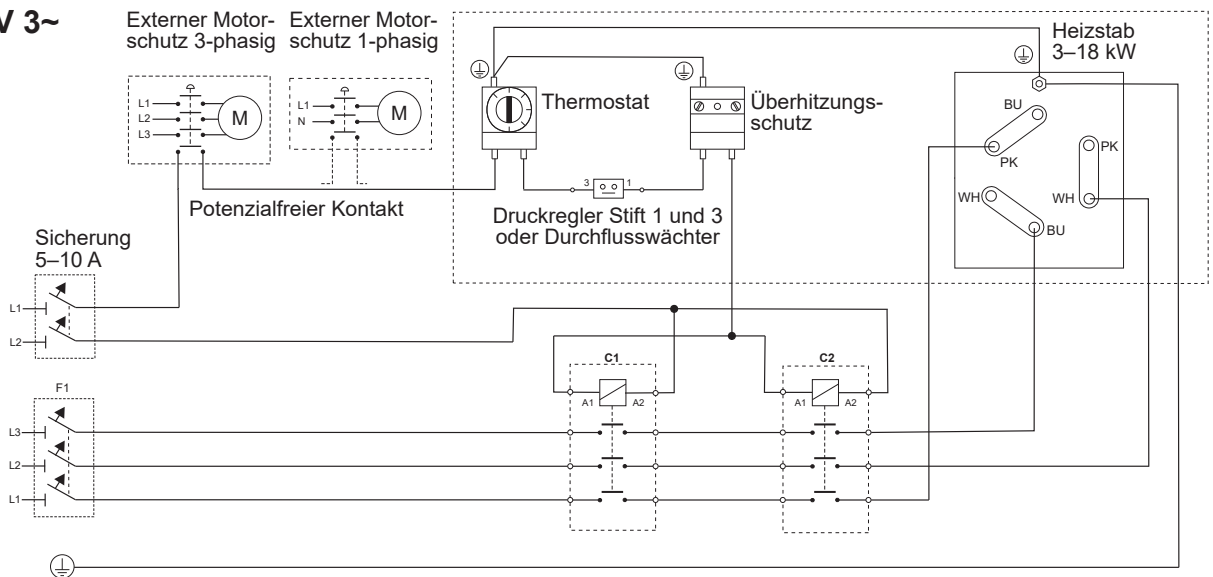 V 3~
Externer Motor-
schutz 3-phasig
Externer Motor-
schutz 1-phasig
Heizstab
3–18 kW
L1
L2
L3
M
L1
N
M
Thermostat
Überhitzungs-
schutz
BU
PK
PK
WH
WH
BU
3
1
Potenzialfreier Kontakt
Druckregler Stift 1 und 3
oder Durchflusswächter
Sicherung
5–10 A
L1
L2
C1
C2
A1
A2
A1
A2
F1
L3
L2
L1